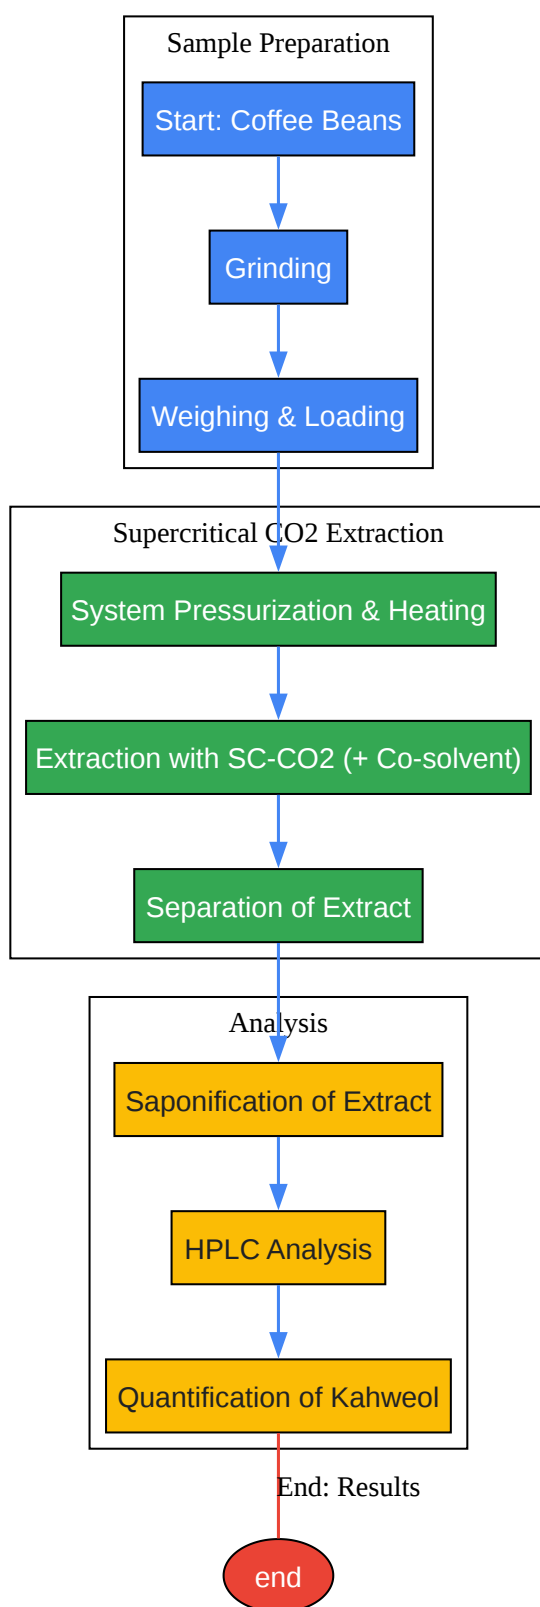 Sample Preparation
Start: Coffee Beans
Grinding
Weighing & Loading
Supercritical CO2 Extraction
System Pressurization & Heating
Extraction with SC-CO2 (+ Co-solvent)
Separation of Extract
Analysis
Saponification of Extract
HPLC Analysis
Quantification of Kahweol
End: Results
end